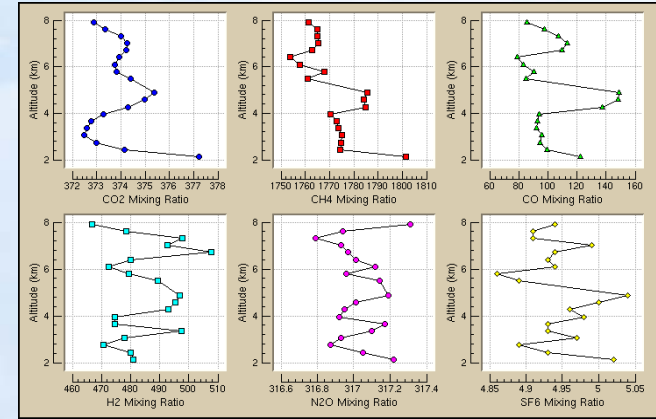 8
6
4
2
Altitude (km)
372 373 374 375 376 377 378
CO2 Mixing Ratio
8
6
4
2
Altitude (km)
1750 1760 1770 1780 1790 1800 1810
CH4 Mixing Ratio
8
6
4
2
Altitude (km)
60 80 100 120 140 160
CO Mixing Ratio
8
6
4
2
Altitude (km)
460 470 480 490 500 510
H2 Mixing Ratio
8
6
4
2
Altitude (km)
316.6 316.8 317 317.2 317.4
N2O Mixing Ratio
8
6
4
2
Altitude (km)
4.85 4.9 4.95 5 5.05
SF6 Mixing Ratio